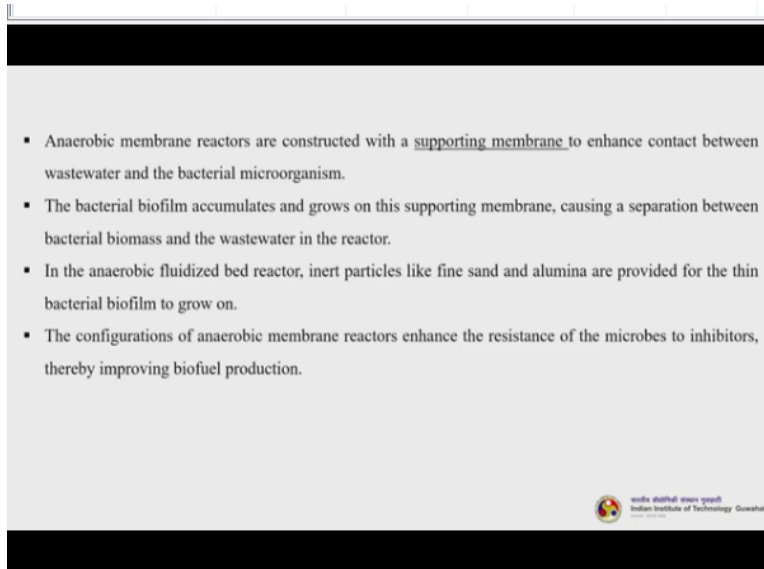 ▪ Anaerobic membrane reactors are constructed with a supporting membrane to enhance contact between
wastewater and the bacterial microorganism.
▪ The bacterial biofilm accumulates and grows on this supporting membrane, causing a separation between
bacterial biomass and the wastewater in the reactor.
▪ In the anaerobic fluidized bed reactor, inert particles like fine sand and alumina are provided for the thin
bacterial biofilm to grow on.
▪ The configurations of anaerobic membrane reactors enhance the resistance of the microbes to inhibitors,
thereby improving biofuel production.
भारतीय प्रौद्योगिकी संस्थान गुवाहाटी
Indian Institute of Technology Guwahat